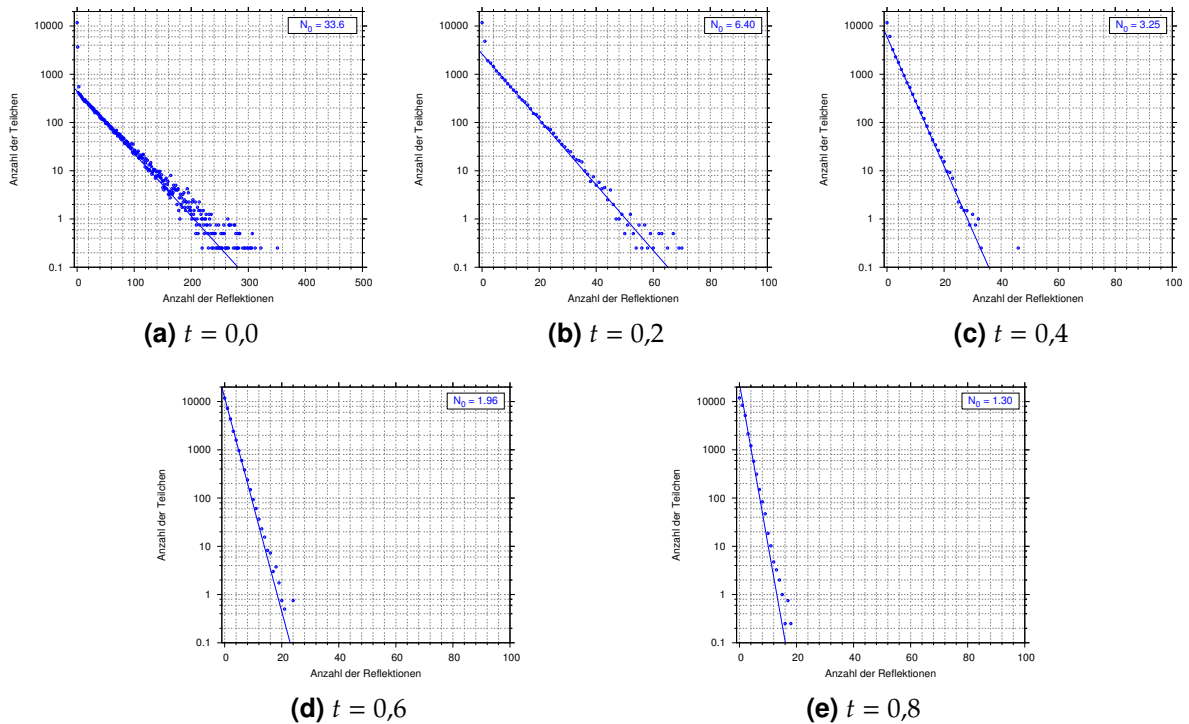 N0 = 33.6
10000
1000
100
10
1
0.1
Anzahl der Teilchen
0 100 200 300 400 500
Anzahl der Reflektionen
(a) t = 0,0
N0 = 6.40
10000
1000
100
10
1
0.1
Anzahl der Teilchen
0 20 40 60 80 100
Anzahl der Reflektionen
(b) t = 0,2
N0 = 3.25
10000
1000
100
10
1
0.1
Anzahl der Teilchen
0 20 40 60 80 100
Anzahl der Reflektionen
(c) t = 0,4
N0 = 1.96
10000
1000
100
10
1
0.1
Anzahl der Teilchen
0 20 40 60 80 100
Anzahl der Reflektionen
(d) t = 0,6
N0 = 1.30
10000
1000
100
10
1
0.1
Anzahl der Teilchen
0 20 40 60 80 100
Anzahl der Reflektionen
(e) t = 0,8